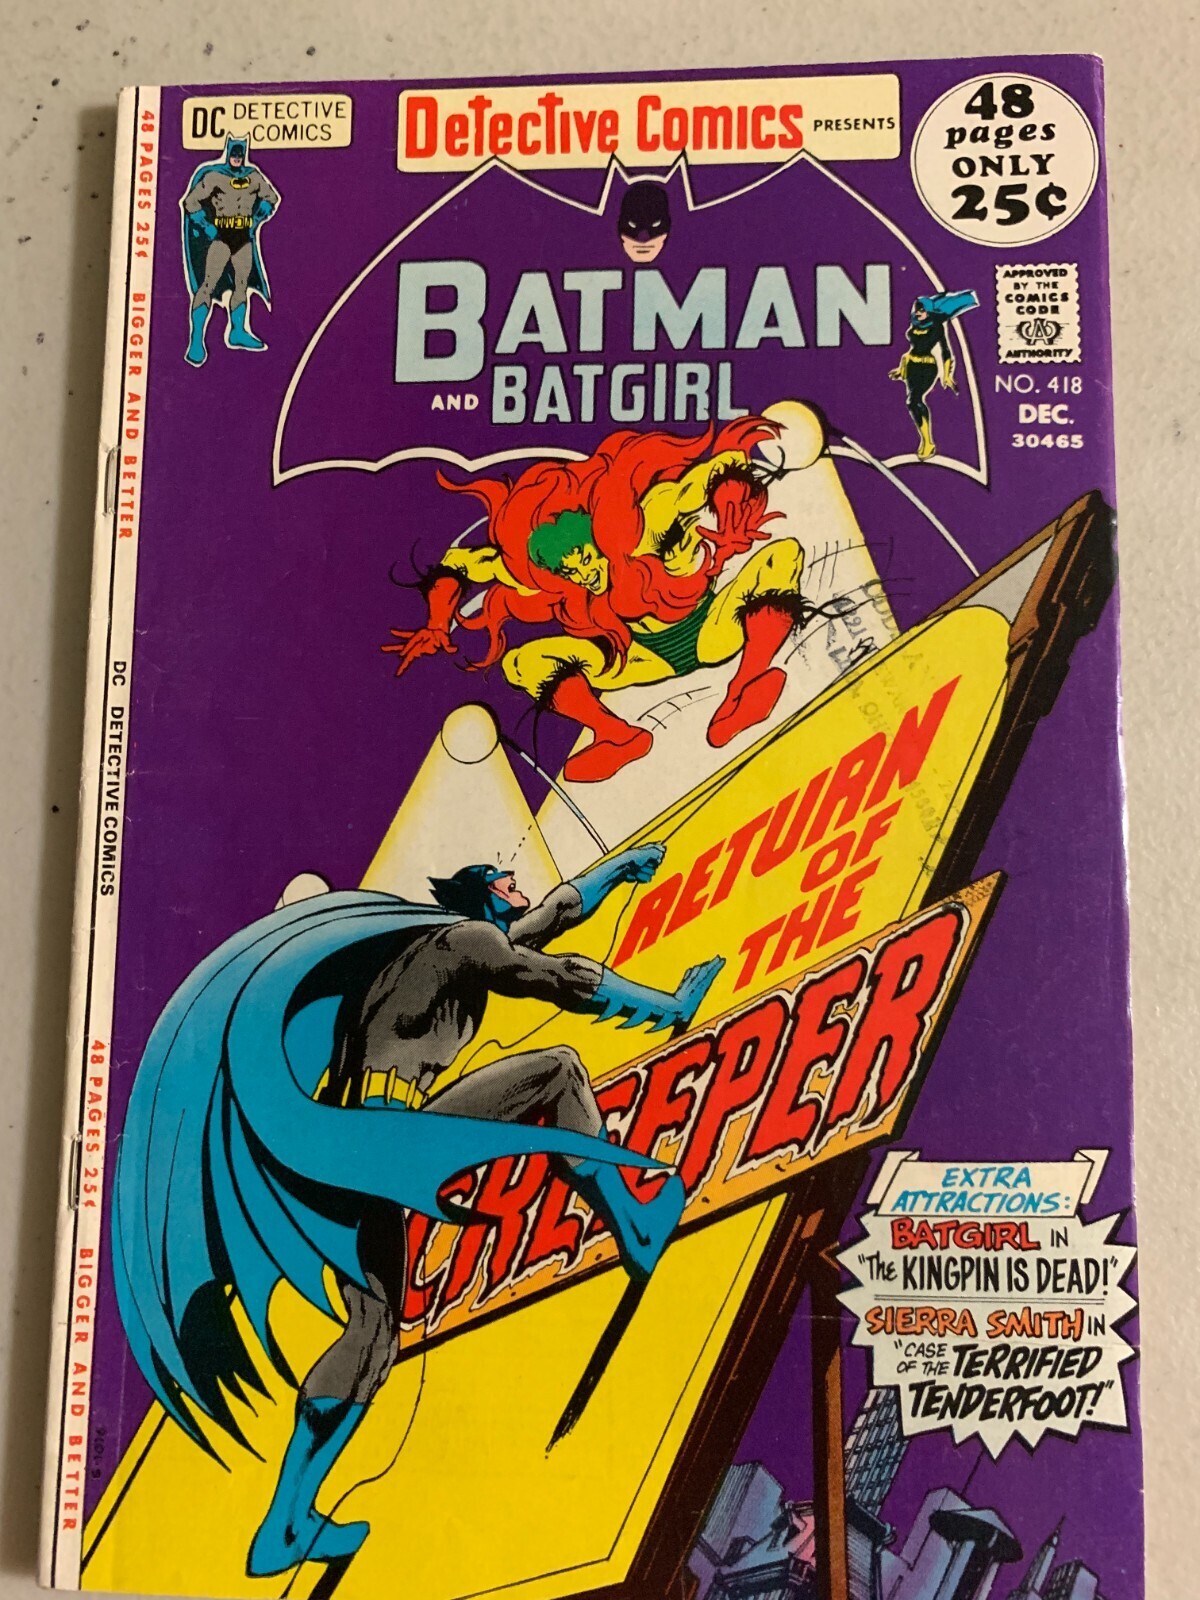 DC DETECTIVE COMICS
Detective Comics PRESENTS
48
pages
ONLY
25¢
BATMAN
AND BATGIRL
APPROVED
BY THE
COMICS
CODE
AUTHORITY
NO. 418
DEC.
30465
RETURN
OF
THE
CREEPER
EXTRA
ATTRACTIONS:
BATGIRL IN
"THE KINGPIN IS DEAD!"
SIERRA SMITH IN
"CASE
OF THE TERRIFIED
TENDERFOOT!"
48 PAGES 25¢ BIGGER AND BETTER
DC DETECTIVE COMICS
48 PAGES 25¢ BIGGER AND BETTER